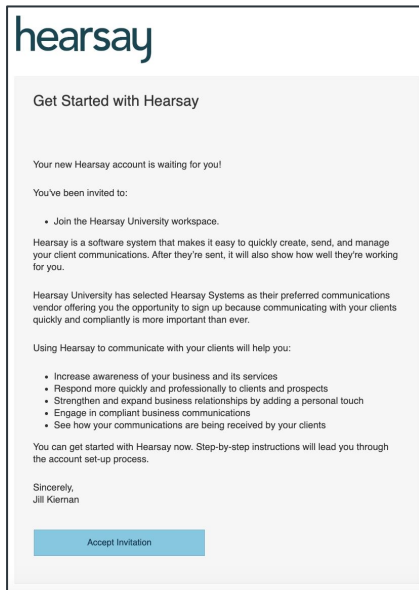 hearsay
Get Started with Hearsay
Your new Hearsay account is waiting for you!
You've been invited to:
• Join the Hearsay University workspace.
Hearsay is a software system that makes it easy to quickly create, send, and manage
your client communications. After they're sent, it will also show how well they're working
for you.
Hearsay University has selected Hearsay Systems as their preferred communications
vendor offering you the opportunity to sign up because communicating with your clients
quickly and compliantly is more important than ever.
Using Hearsay to communicate with your clients will help you:
• Increase awareness of your business and its services
• Respond more quickly and professionally to clients and prospects
• Strengthen and expand business relationships by adding a personal touch
• Engage in compliant business communications
• See how your communications are being received by your clients
You can get started with Hearsay now. Step-by-step instructions will lead you through
the account set-up process.
Sincerely,
Jill Kiernan
Accept Invitation